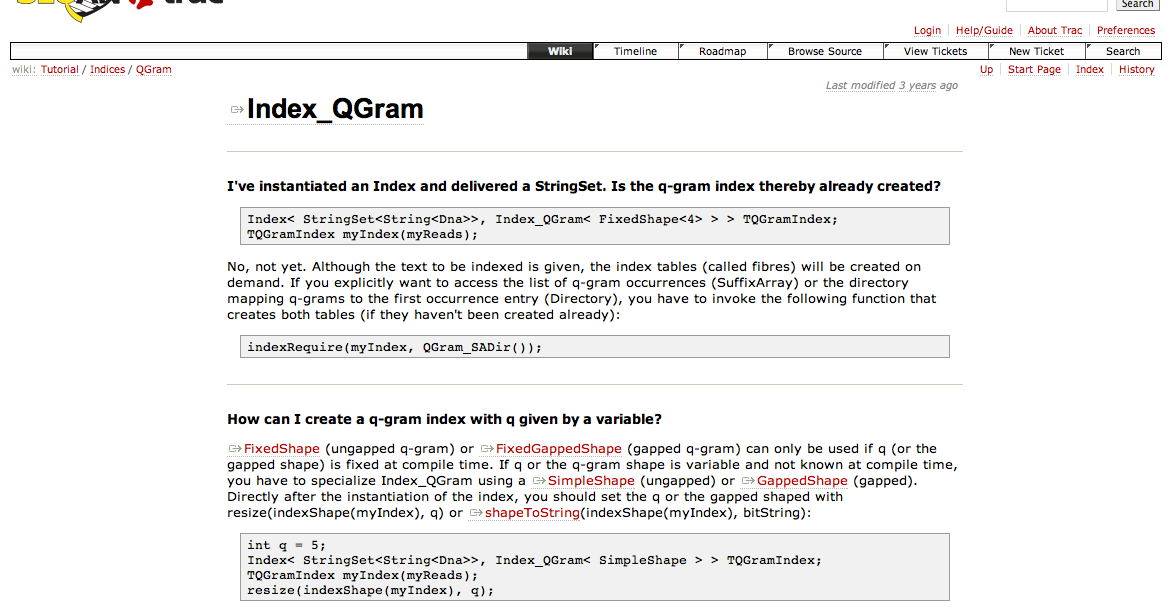 Search
Login Help/Guide About Trac Preferences
Wiki Timeline Roadmap Browse Source View Tickets New Ticket Search
wiki: Tutorial / Indices / QGram Up Start Page Index History
Last modified 3 years ago
Index_QGram
I've instantiated an Index and delivered a StringSet. Is the q-gram index thereby already created?
Index< StringSet<String<Dna>>, Index_QGram< FixedShape<4> > > TQGramIndex;
TQGramIndex myIndex(myReads);
No, not yet. Although the text to be indexed is given, the index tables (called fibres) will be created on
demand. If you explicitly want to access the list of q-gram occurrences (SuffixArray) or the directory
mapping q-grams to the first occurrence entry (Directory), you have to invoke the following function that
creates both tables (if they haven't been created already):
indexRequire(myIndex, QGram_SADir());
How can I create a q-gram index with q given by a variable?
FixedShape (ungapped q-gram) or FixedGappedShape (gapped q-gram) can only be used if q (or the
gapped shape) is fixed at compile time. If q or the q-gram shape is variable and not known at compile time,
you have to specialize Index_QGram using a SimpleShape (ungapped) or GappedShape (gapped).
Directly after the instantiation of the index, you should set the q or the gapped shaped with
resize(indexShape(myIndex), q) or shapeToString(indexShape(myIndex), bitString):
int q = 5;
Index< StringSet<String<Dna>>, Index_QGram< SimpleShape > > TQGramIndex;
TQGramIndex myIndex(myReads);
resize(indexShape(myIndex), q);